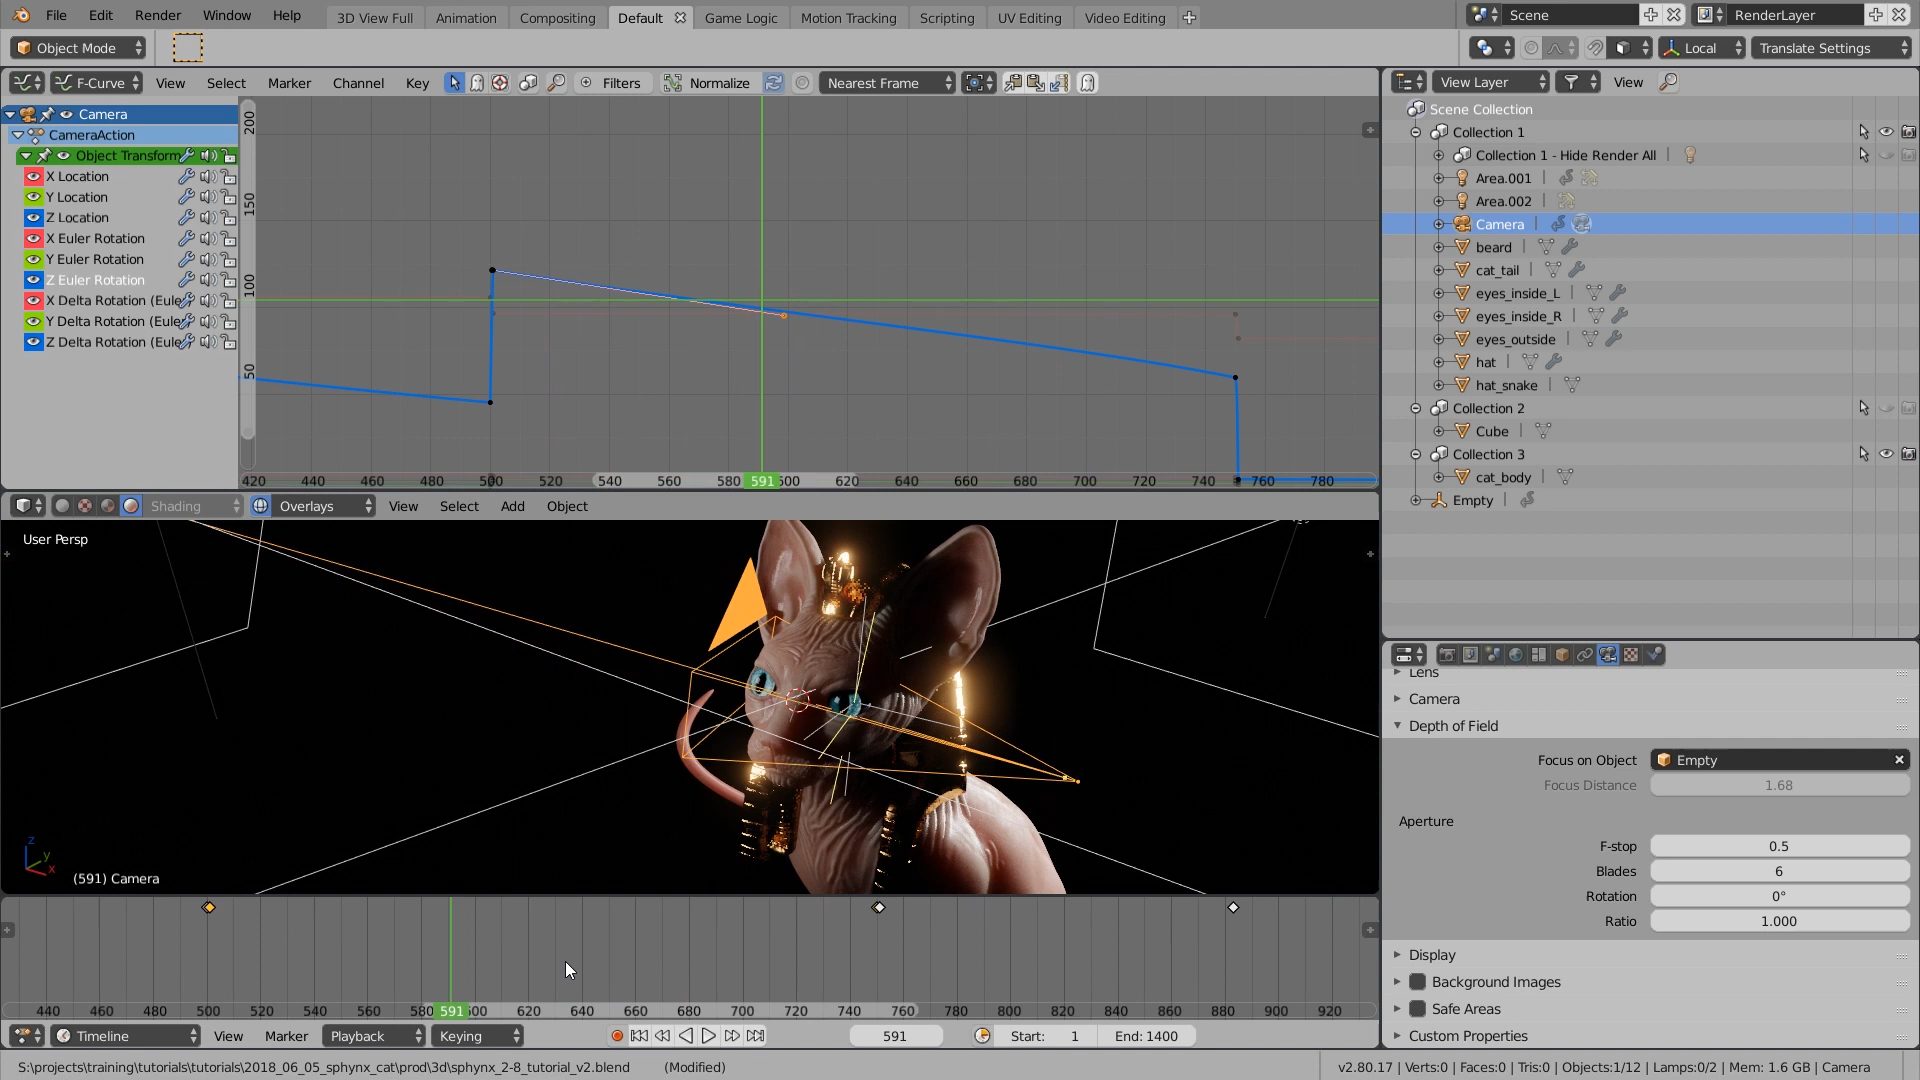 File Edit Render Window Help 3D View Full Animation Compositing Default Game Logic Motion Tracking Scripting UV Editing Video Editing Scene RenderLayer
Object Mode Local Translate Settings
F-Curve View Select Marker Channel Key Filters Normalize Nearest Frame
Camera
CameraAction
Object Transform
X Location
Y Location
Z Location
X Euler Rotation
Y Euler Rotation
Z Euler Rotation
X Delta Rotation (Eule
Y Delta Rotation (Eule
Z Delta Rotation (Eule
200
150
100
50
420 440 460 480 500 520 540 560 580 591 600 620 640 660 680 700 720 740 760 780
View Layer View
Scene Collection
Collection 1
Collection 1 - Hide Render All
Area.001
Area.002
Camera
beard
cat_tail
eyes_inside_L
eyes_inside_R
eyes_outside
hat
hat_snake
Collection 2
Cube
Collection 3
cat_body
Empty
Shading Overlays View Select Add Object
User Persp
z
y
x
(591) Camera
Lens
Camera
Depth of Field
Focus on Object Empty
Focus Distance 1.68
Aperture
F-stop 0.5
Blades 6
Rotation 0°
Ratio 1.000
Display
Background Images
Safe Areas
Custom Properties
440 460 480 500 520 540 560 580 591 600 620 640 660 680 700 720 740 760 780 800 820 840 860 880 900 920
Timeline View Marker Playback Keying 591 Start: 1 End: 1400
S:\projects\training\tutorials\tutorials\2018_06_05_sphynx_cat\prod\3d\sphynx_2-8_tutorial_v2.blend (Modified) v2.80.17 | Verts:0 | Faces:0 | Tris:0 | Objects:1/12 | Lamps:0/2 | Mem: 1.6 GB | Camera